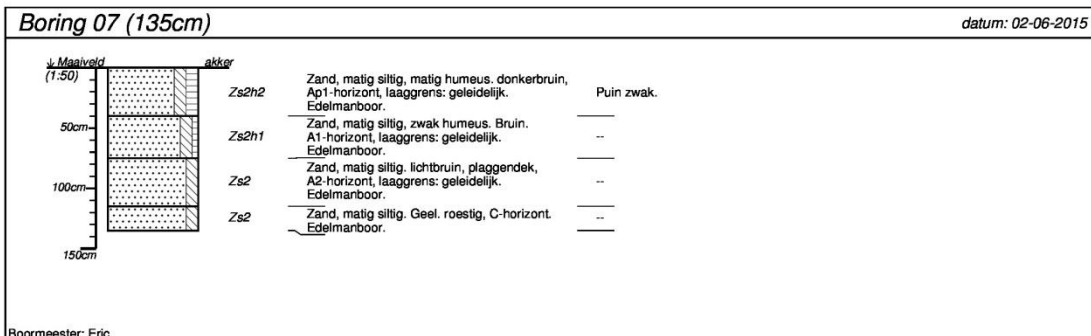 Boring 07 (135cm)
datum: 02-06-2015
↓ Maaiveld
akker
(1:50)
Zs2h2
Zand, matig siltig, matig humeus. donkerbruin,
Ap1-horizont, laaggrens: geleidelijk.
Edelmanboor.
Puin zwak.
50cm
Zs2h1
Zand, matig siltig, zwak humeus. Bruin.
A1-horizont, laaggrens: geleidelijk.
Edelmanboor.
--
100cm
Zs2
Zand, matig siltig. lichtbruin, plaggendek,
A2-horizont, laaggrens: geleidelijk.
Edelmanboor.
--
Zs2
Zand, matig siltig. Geel. roestig, C-horizont.
Edelmanboor.
--
150cm
Boormeester: Eric